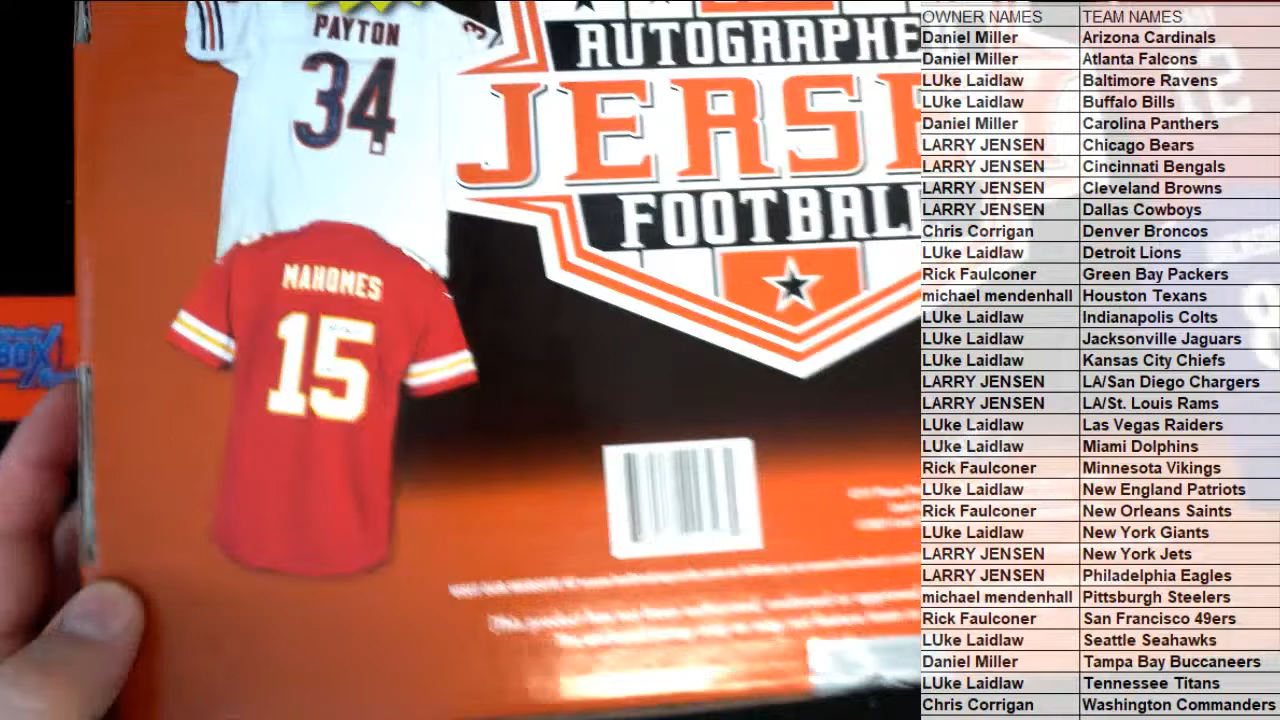 PAYTON
34
3
AUTOGRAPHE
JERSE
FOOTBALL
MAHOMES
15
BOX
OWNER NAMES TEAM NAMES
Daniel Miller Arizona Cardinals
Daniel Miller Atlanta Falcons
LUke Laidlaw Baltimore Ravens
LUke Laidlaw Buffalo Bills
Daniel Miller Carolina Panthers
LARRY JENSEN Chicago Bears
LARRY JENSEN Cincinnati Bengals
LARRY JENSEN Cleveland Browns
LARRY JENSEN Dallas Cowboys
Chris Corrigan Denver Broncos
LUke Laidlaw Detroit Lions
Rick Faulconer Green Bay Packers
michael mendenhall Houston Texans
LUke Laidlaw Indianapolis Colts
LUke Laidlaw Jacksonville Jaguars
LUke Laidlaw Kansas City Chiefs
LARRY JENSEN LA/San Diego Chargers
LARRY JENSEN LA/St. Louis Rams
LUke Laidlaw Las Vegas Raiders
LUke Laidlaw Miami Dolphins
Rick Faulconer Minnesota Vikings
LUke Laidlaw New England Patriots
Rick Faulconer New Orleans Saints
LUke Laidlaw New York Giants
LARRY JENSEN New York Jets
LARRY JENSEN Philadelphia Eagles
michael mendenhall Pittsburgh Steelers
Rick Faulconer San Francisco 49ers
LUke Laidlaw Seattle Seahawks
Daniel Miller Tampa Bay Buccaneers
LUke Laidlaw Tennessee Titans
Chris Corrigan Washington Commanders